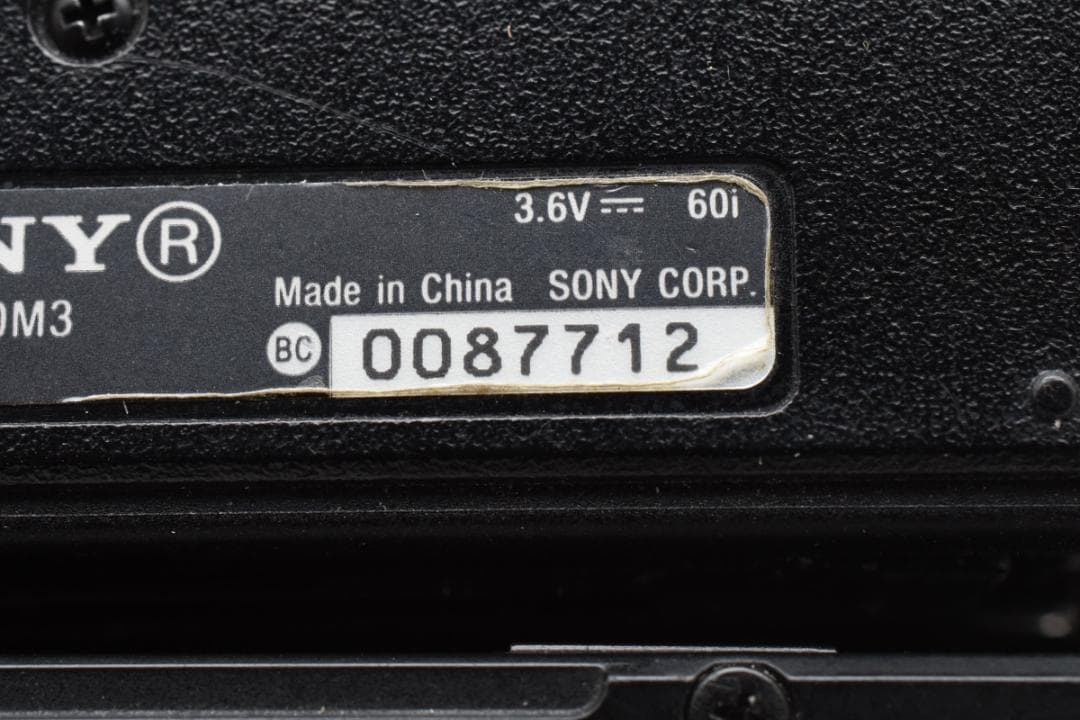 3.6V ⎓ 60i
NY®
Made in China SONY CORP.
0M3
BC 0087712